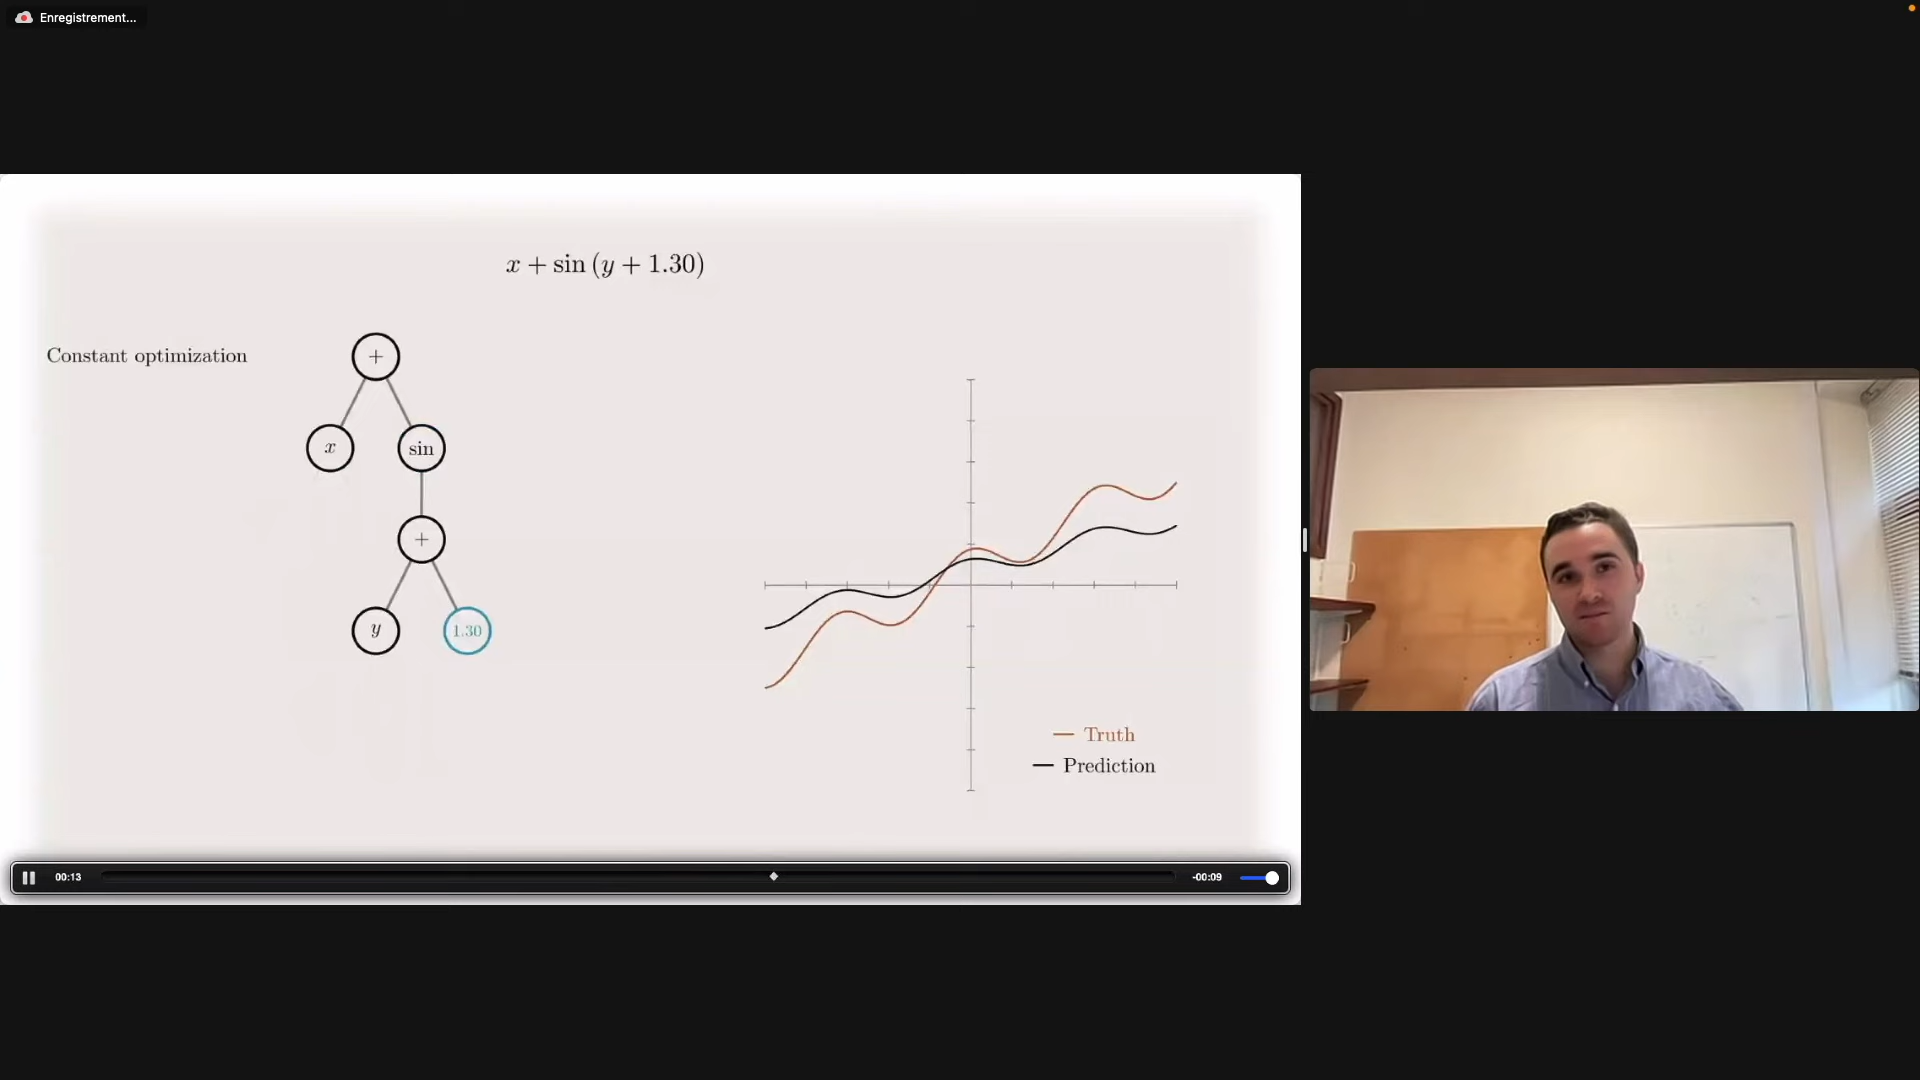 Enregistrement...
x + sin (y + 1.30)
Constant optimization
+
x
sin
+
y
1.30
Truth
Prediction
00:13
-00:09